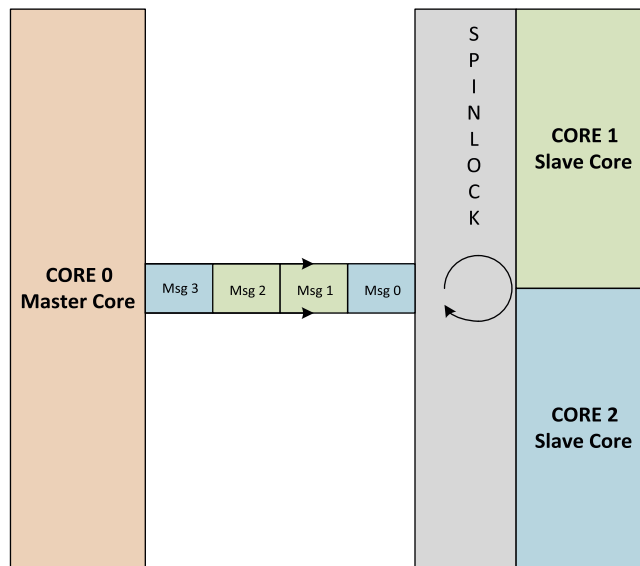 CORE 0
Master Core
Msg 3
Msg 2
Msg 1
Msg 0
S
P
I
N
L
O
C
K
CORE 1
Slave Core
CORE 2
Slave Core